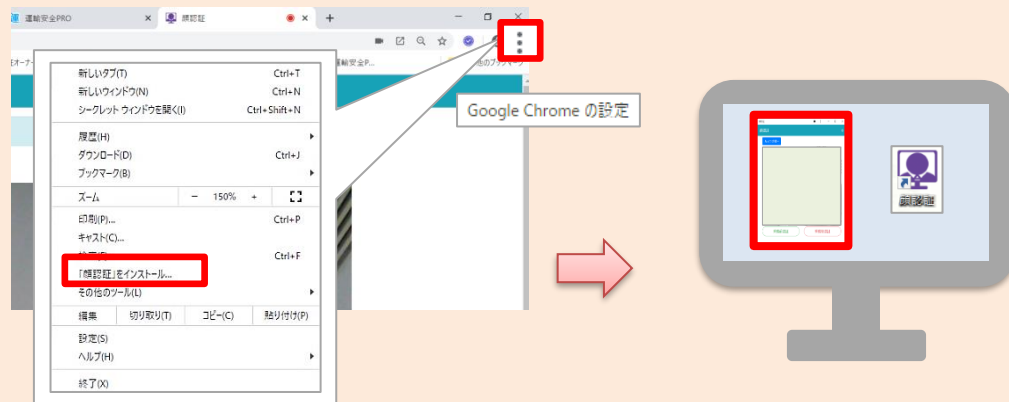 運輸安全PRO
顔認証
Google Chrome の設定
新しいタブ(T) Ctrl+T
新しいウィンドウ(N) Ctrl+N
シークレット ウィンドウを開く(I) Ctrl+Shift+N
履歴(H)
ダウンロード(D) Ctrl+J
ブックマーク(B)
ズーム － 150% +
印刷(P)... Ctrl+P
キャスト(C)...
Ctrl+F
「顔認証」をインストール...
その他のツール(L)
編集 切り取り(T) コピー(C) 貼り付け(P)
設定(S)
ヘルプ(H)
終了(X)
顔認証